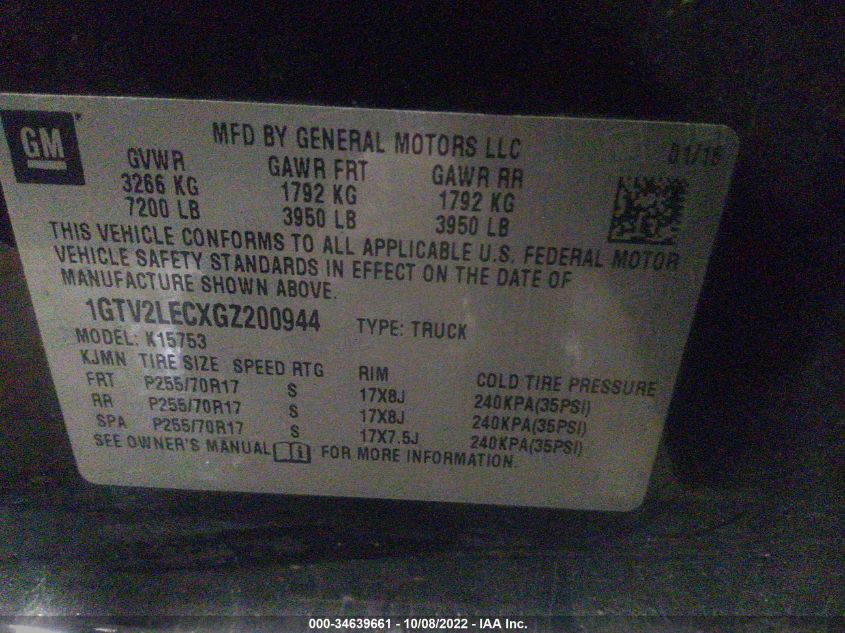 GM
MFD BY GENERAL MOTORS LLC 01/16
GVWR GAWR FRT GAWR RR
3266 KG 1792 KG 1792 KG
7200 LB 3950 LB 3950 LB
THIS VEHICLE CONFORMS TO ALL APPLICABLE U.S. FEDERAL MOTOR
VEHICLE SAFETY STANDARDS IN EFFECT ON THE DATE OF
MANUFACTURE SHOWN ABOVE.
1GTV2LECXGZ200944 TYPE: TRUCK
MODEL: K15753
KJMN TIRE SIZE SPEED RTG RIM COLD TIRE PRESSURE
FRT P255/70R17 S 17X8J 240KPA(35PSI)
RR P255/70R17 S 17X8J 240KPA(35PSI)
SPA P255/70R17 S 17X7.5J 240KPA(35PSI)
SEE OWNER'S MANUAL FOR MORE INFORMATION.
000-34639661 - 10/08/2022 - IAA Inc.